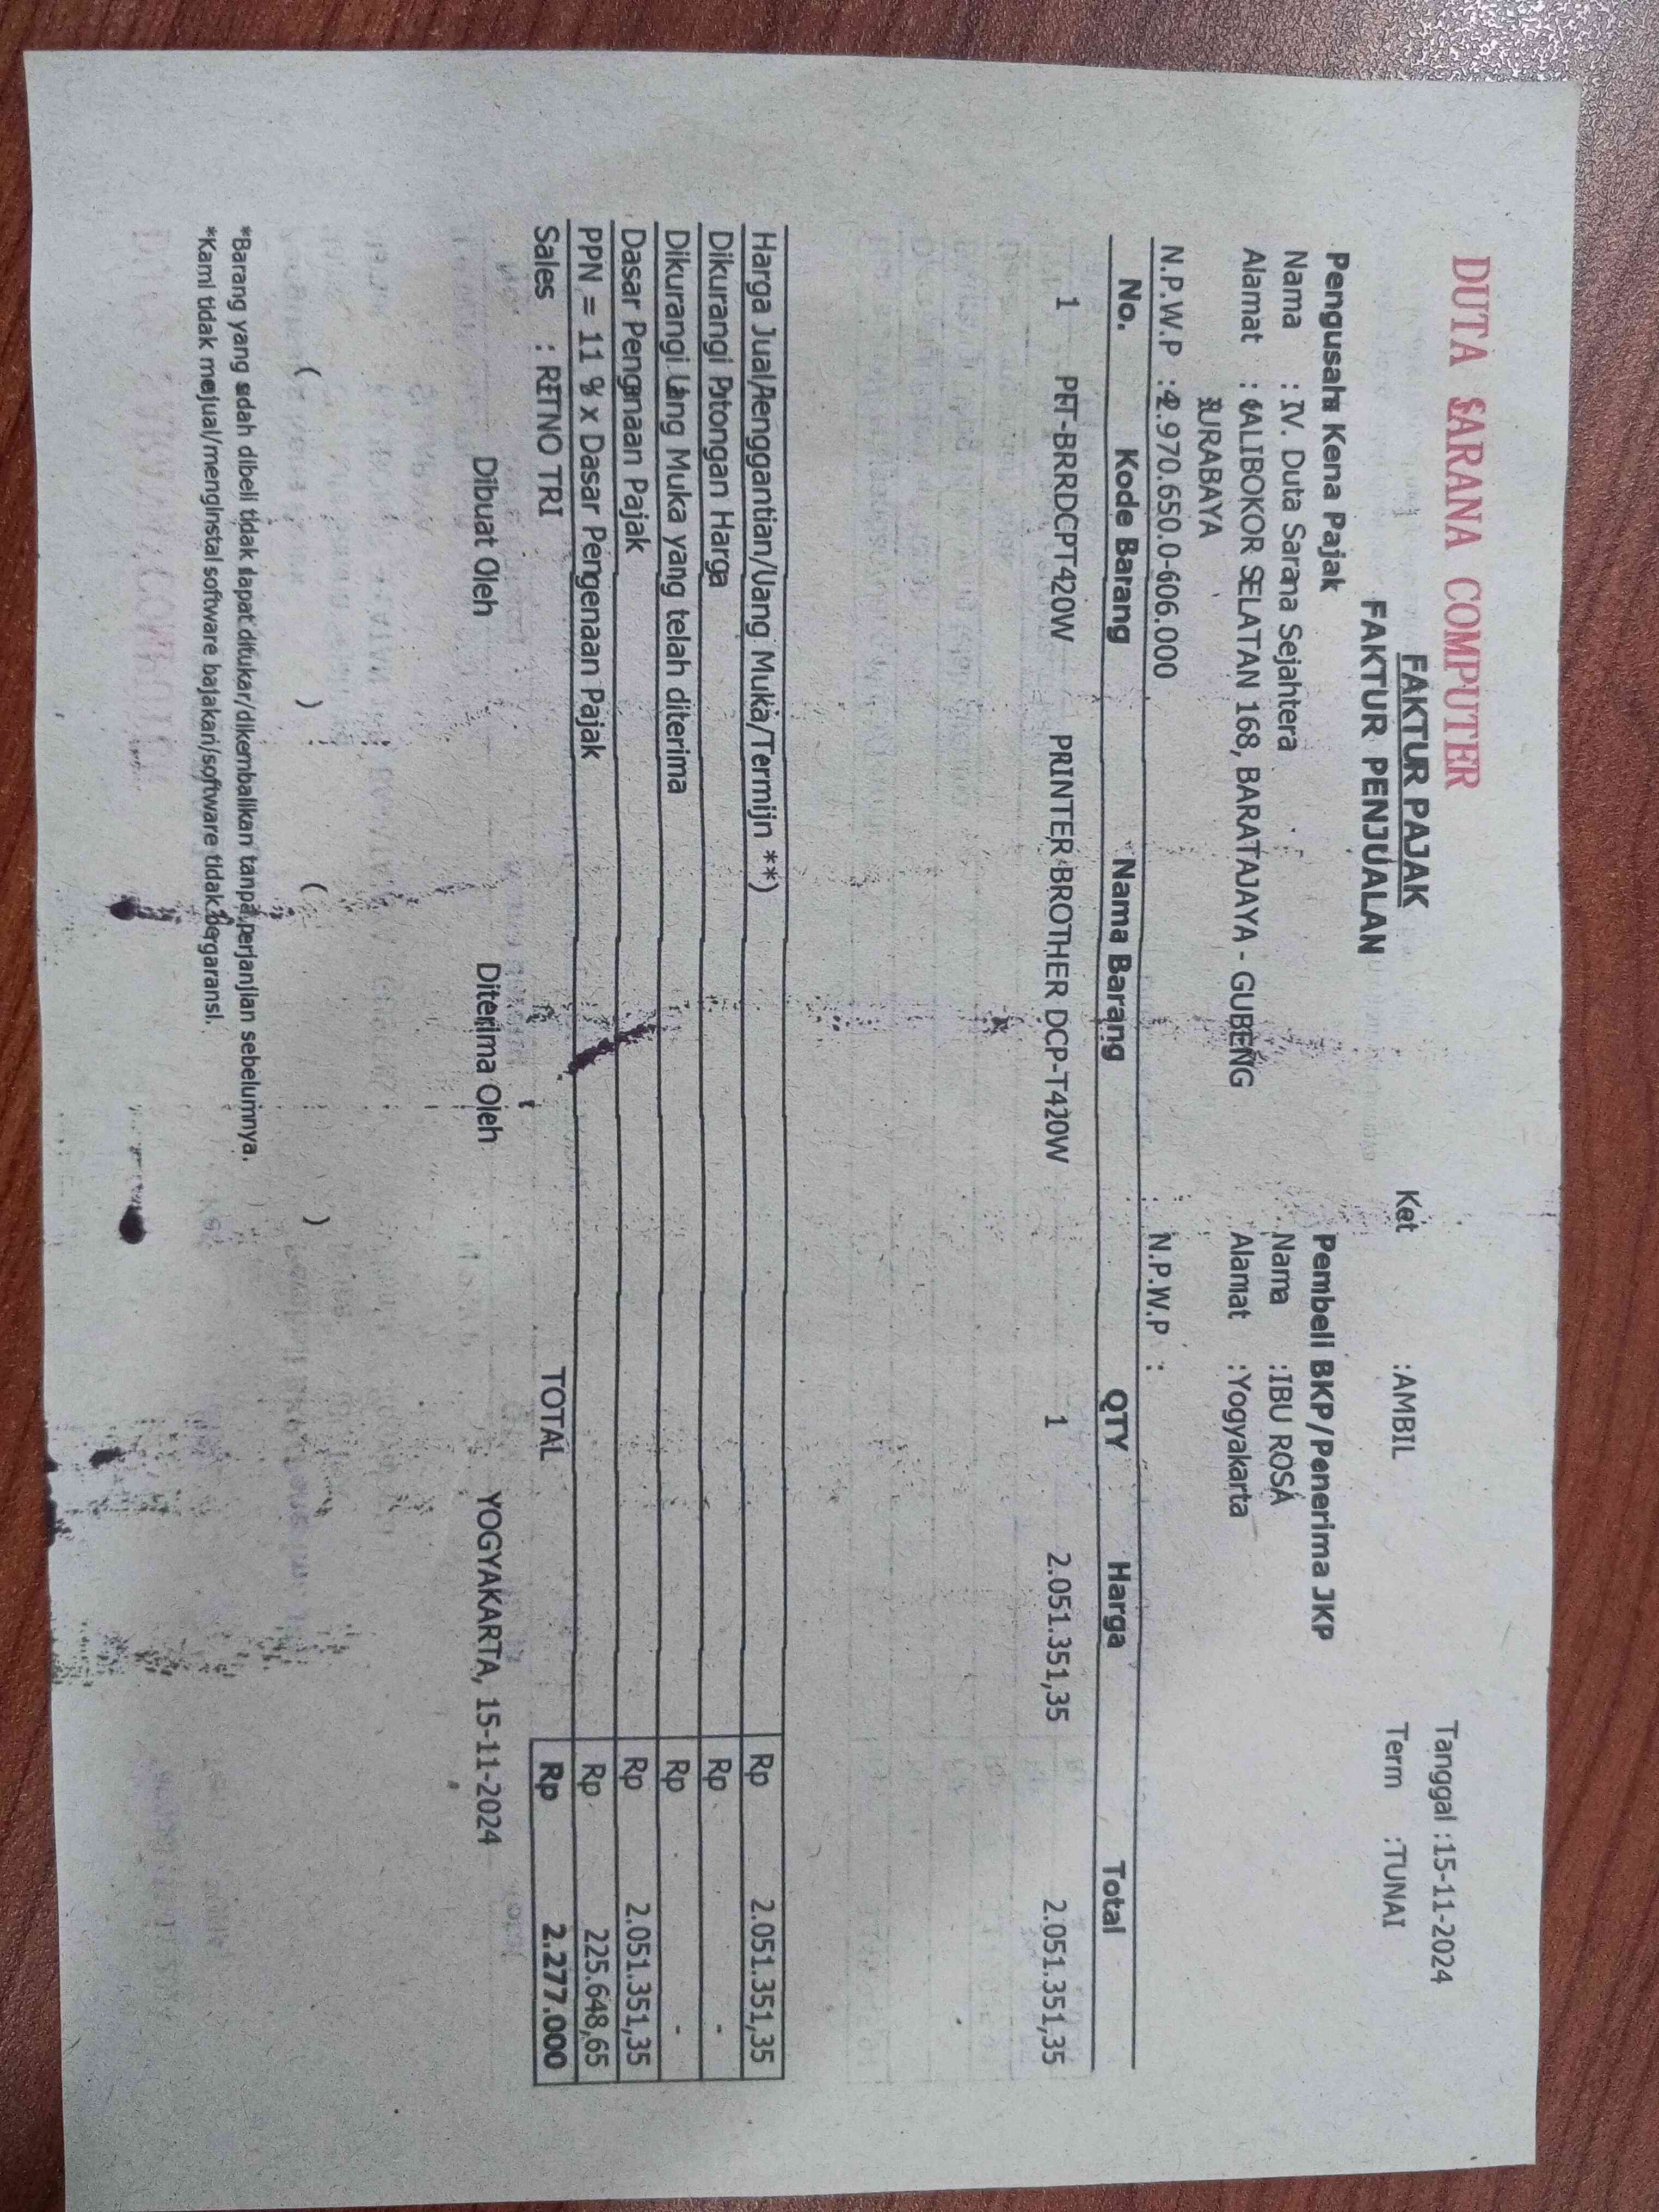 DUTA SARANA COMPUTER
Tanggal :15-11-2024
FAKTUR PAJAK
Ket :AMBIL
Term :TUNAI
FAKTUR PENJUALAN
Pengusaha Kena Pajak
Pembeli BKP/Penerima JKP
Nama : Duta Sarana Sejahtera
Nama :IBU ROSA
Alamat : KALIBOKOR SELATAN 168, BARATAJAYA - GUBENG
Alamat :Yogyakarta
SURABAYA
N.P.W.P : .970.650.0-606.000
N.P.W.P :
No. Kode Barang Nama Barang QTY Harga Total
1 PRINTER BROTHER DCP-T420W 1 2.051.351,35 2.051.351,35
Harga Jual/Penggantian/Uang Muka/Termijn **) Rp 2.051.351,35
Dikurangi Potongan Harga Rp -
Dikurangi Uang Muka yang telah diterima Rp -
Dasar Pengenaan Pajak Rp 2.051.351,35
PPN = 11 % x Dasar Pengenaan Pajak Rp 225.648,65
Sales : RETNO TRI TOTAL Rp 2.277.000
Dibuat Oleh Diterima Oleh YOGYAKARTA, 15-11-2024
( ) ( )
*Barang yang sudah dibeli tidak dapat ditukar/dikembalikan tanpa perjanjian sebelumnya.
*Kami tidak menjual/menginstal software bajakan/software tidak bergaransi.